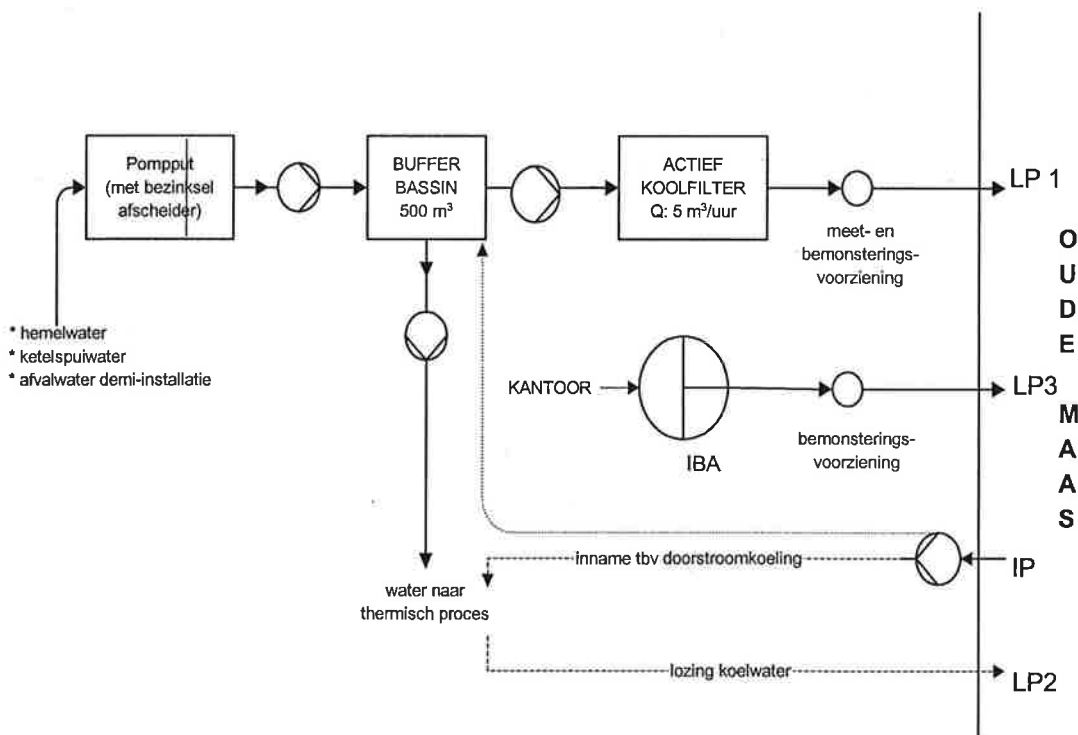 Pompput
(met bezinksel
afscheider)
BUFFER
BASSIN
500 m³
ACTIEF
KOOLFILTER
Q: 5 m³/uur
LP 1
meet- en
bemonsterings-
voorziening
* hemelwater
* ketelspuiwater
* afvalwater demi-installatie
KANTOOR
IBA
bemonsterings-
voorziening
LP3
OUDE MAAS
inname tbv doorstroomkoeling
IP
water naar
thermisch proces
lozing koelwater
LP2